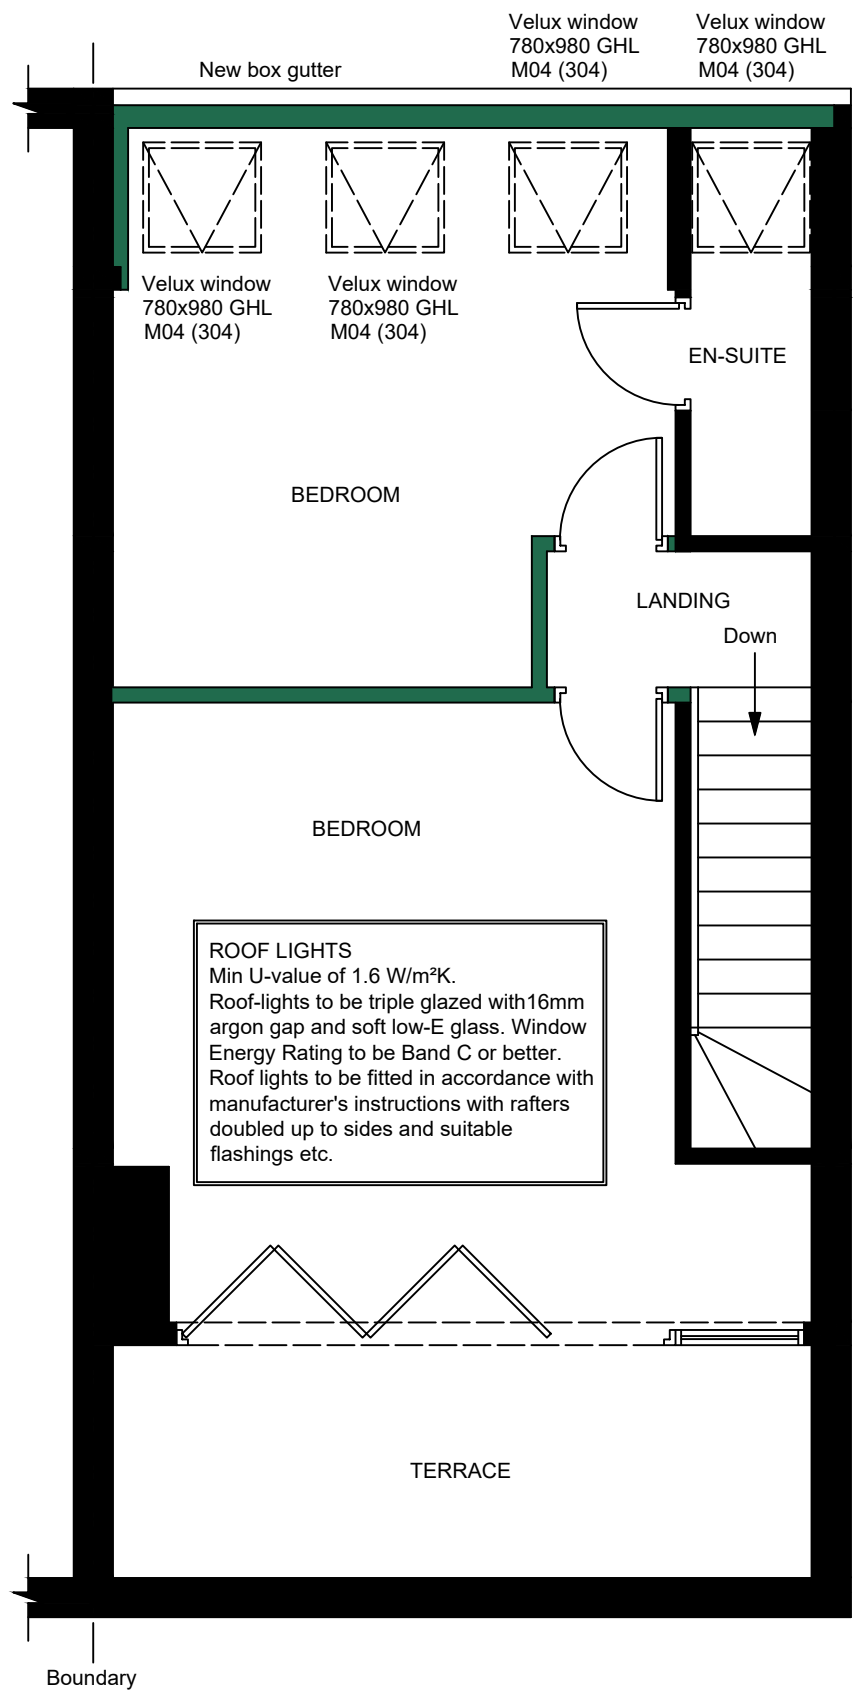 Velux window
780x980 GHL
M04 (304)
Velux window
780x980 GHL
M04 (304)
New box gutter
Velux window
780x980 GHL
M04 (304)
Velux window
780x980 GHL
M04 (304)
EN-SUITE
BEDROOM
LANDING
Down
BEDROOM
ROOF LIGHTS
Min U-value of 1.6 W/m²K.
Roof-lights to be triple glazed with16mm
argon gap and soft low-E glass. Window
Energy Rating to be Band C or better.
Roof lights to be fitted in accordance with
manufacturer's instructions with rafters
doubled up to sides and suitable
flashings etc.
TERRACE
Boundary